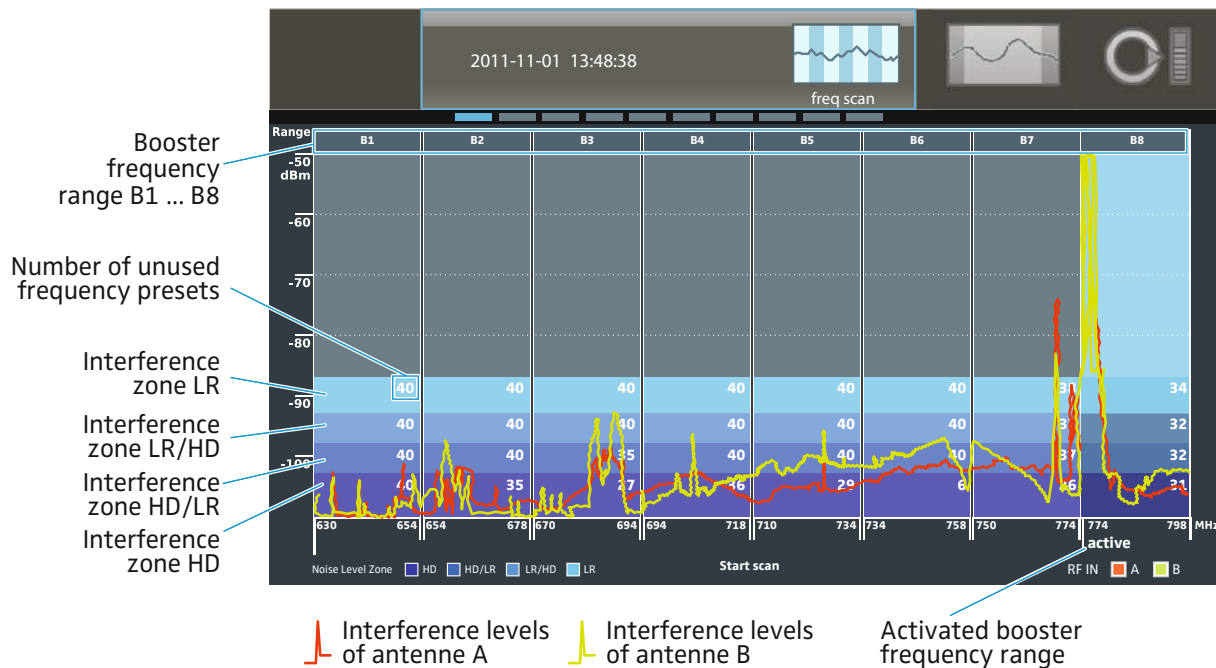 2011-11-01 13:48:38
freq scan
Booster
frequency
range B1 ... B8
Range
B1 B2 B3 B4 B5 B6 B7 B8
-50
dBm
-60
-70
-80
-90
-100
Number of unused
frequency presets
Interference
zone LR
Interference
zone LR/HD
Interference
zone HD/LR
Interference
zone HD
40 40 40 40 40 40 34
40 40 40 40 40 40 32
40 40 35 40 40 40 37 32
40 35 27 36 29 6 31
630 654 654 678 670 694 694 718 710 734 734 758 750 774 774 798 MHz
active
Noise Level Zone HD HD/LR LR/HD LR
Start scan
RF IN A B
Interference levels
of antenne A
Interference levels
of antenne B
Activated booster
frequency range